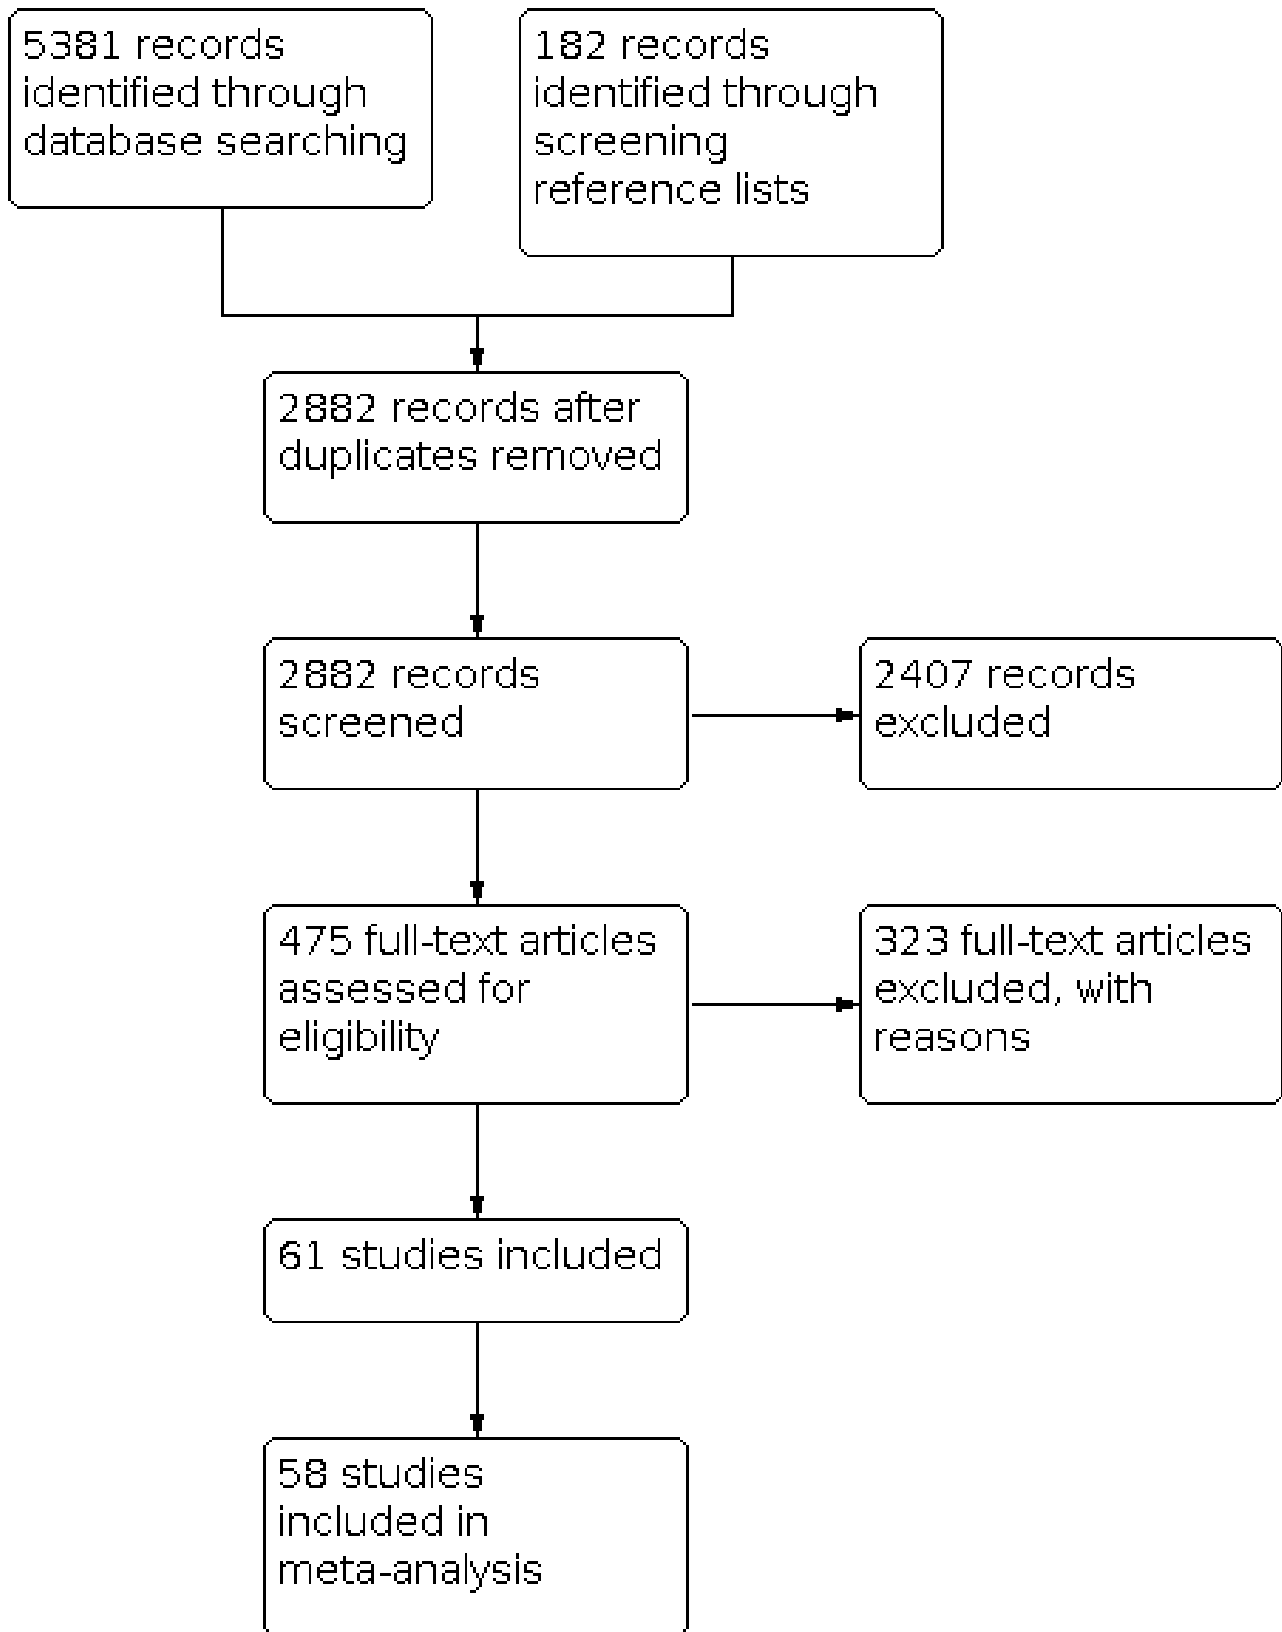 5381 records
identified through
database searching
182 records
identified through
screening
reference lists
2882 records after
duplicates removed
2882 records
screened
2407 records
excluded
475 full-text articles
assessed for
eligibility
323 full-text articles
excluded, with
reasons
61 studies included
58 studies
included in
meta-analysis